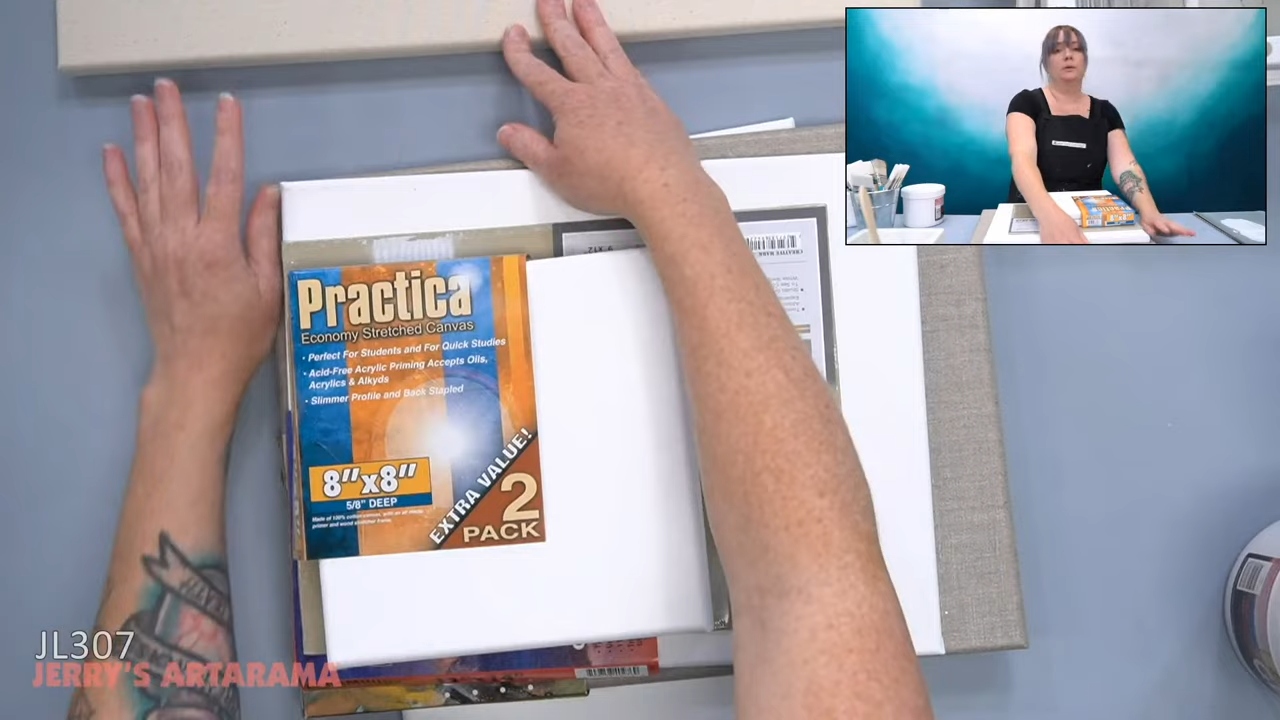 Practica
Economy Stretched Canvas
· Perfect For Students and For Quick Studies
· Acid-Free Acrylic Priming Accepts Oils,
Acrylics & Alkyds
· Slimmer Profile and Back Stapled
8"x8"
5/8" DEEP
EXTRA VALUE!
2
PACK
JL307
JERRY'S ARTARAMA